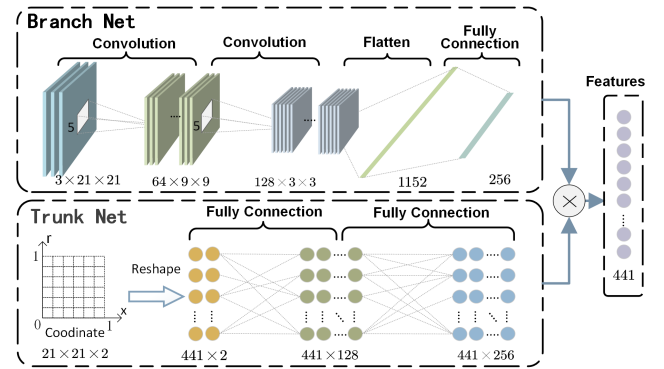 Branch Net
Convolution
Convolution
Flatten
Fully
Connection
5
....
5
....
3×21×21
64×9×9
128×3×3
1152
256
Features
×
441
Trunk Net
Fully Connection
Fully Connection
r
1
0
Coodinate
1
x
Reshape
21×21×2
441×2
441×128
441×256